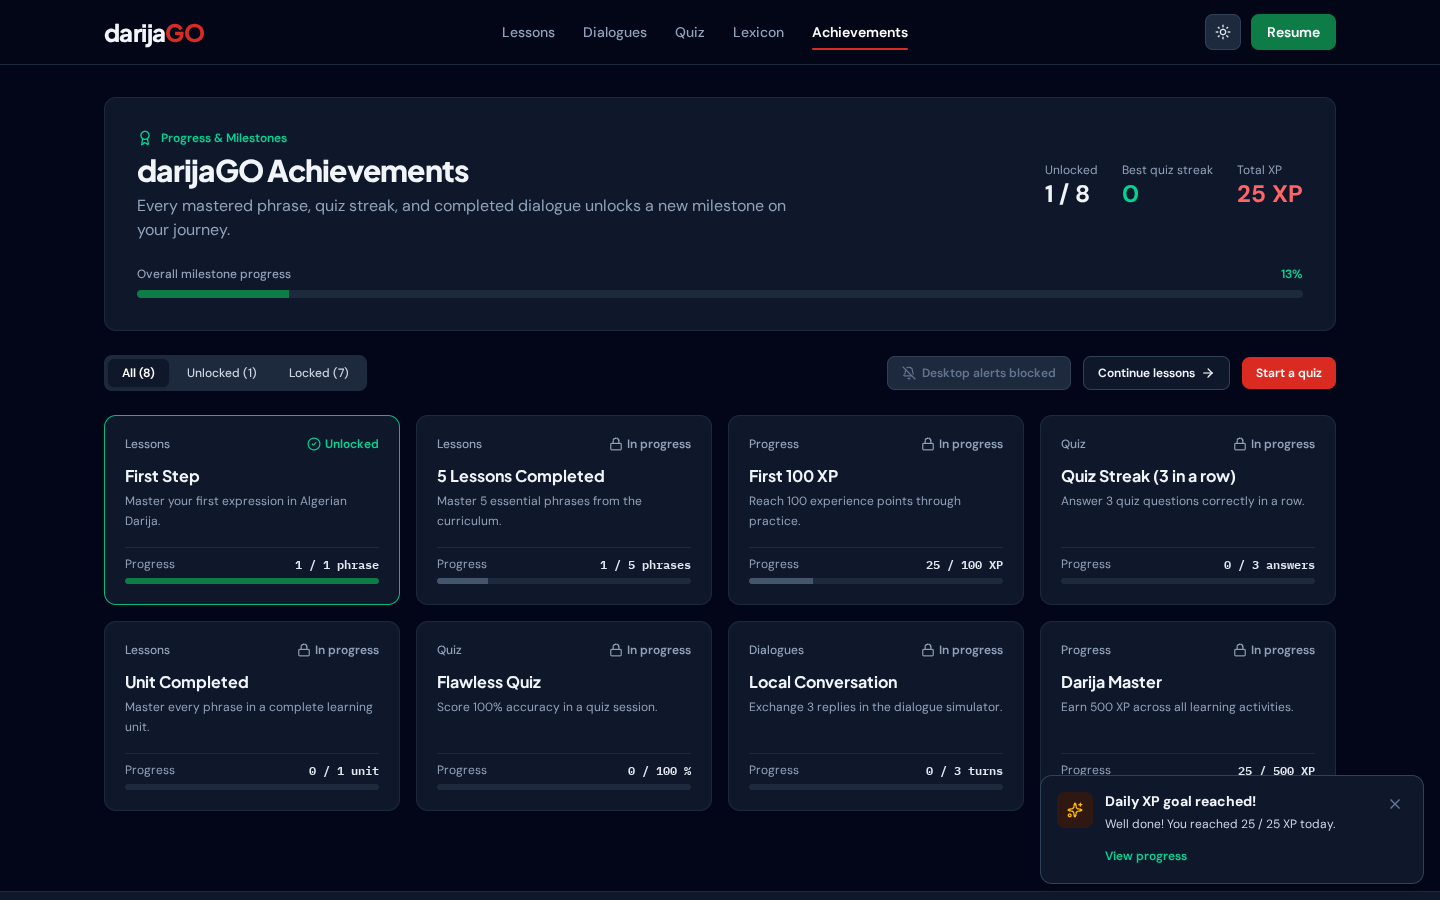 darijaGO
Lessons
Dialogues
Quiz
Lexicon
Achievements
Resume
Progress & Milestones
darijaGO Achievements
Every mastered phrase, quiz streak, and completed dialogue unlocks a new milestone on
your journey.
Unlocked
1 / 8
Best quiz streak
0
Total XP
25 XP
Overall milestone progress
13%
All (8)
Unlocked (1)
Locked (7)
Desktop alerts blocked
Continue lessons
Start a quiz
Lessons
Unlocked
First Step
Master your first expression in Algerian
Darija.
Progress
1 / 1 phrase
Lessons
In progress
5 Lessons Completed
Master 5 essential phrases from the
curriculum.
Progress
1 / 5 phrases
Progress
In progress
First 100 XP
Reach 100 experience points through
practice.
Progress
25 / 100 XP
Quiz
In progress
Quiz Streak (3 in a row)
Answer 3 quiz questions correctly in a row.
Progress
0 / 3 answers
Lessons
In progress
Unit Completed
Master every phrase in a complete learning
unit.
Progress
0 / 1 unit
Quiz
In progress
Flawless Quiz
Score 100% accuracy in a quiz session.
Progress
0 / 100 %
Dialogues
In progress
Local Conversation
Exchange 3 replies in the dialogue simulator.
Progress
0 / 3 turns
Progress
In progress
Darija Master
Earn 500 XP across all learning activities.
Progress
25 / 500 XP
Daily XP goal reached!
Well done! You reached 25 / 25 XP today.
View progress